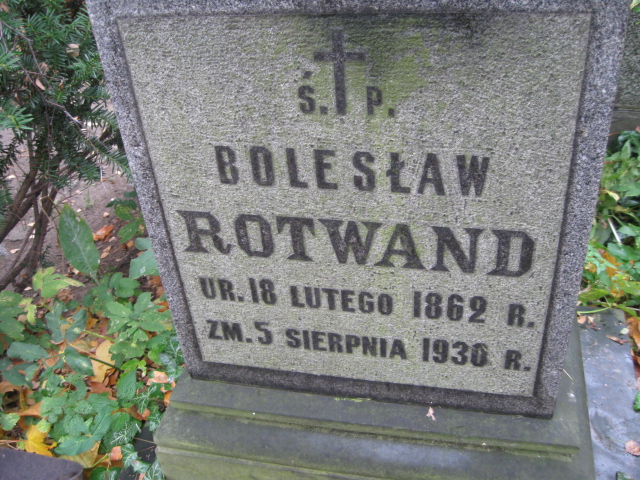 Ś. P.
BOLESŁAW
ROTWAND
UR. 18 LUTEGO 1862 R.
ZM. 5 SIERPNIA 1930 R.